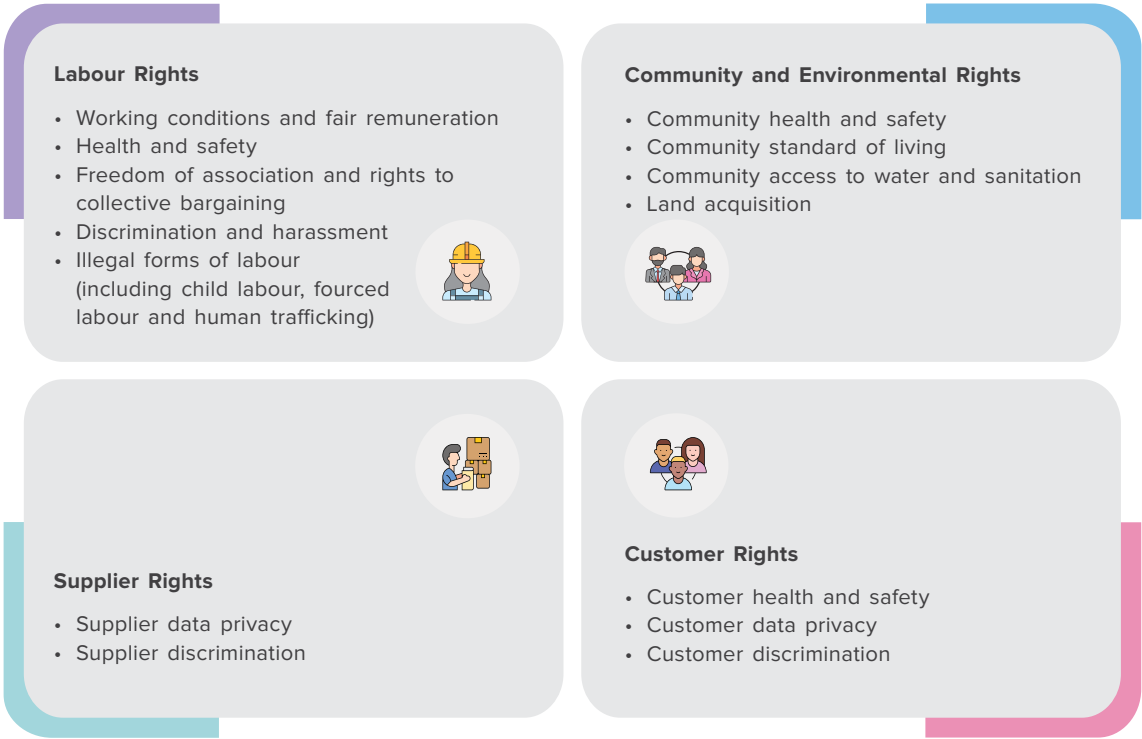 Labour Rights
• Working conditions and fair remuneration
• Health and safety
• Freedom of association and rights to
collective bargaining
• Discrimination and harassment
• Illegal forms of labour
(including child labour, fourced
labour and human trafficking)
Community and Environmental Rights
• Community health and safety
• Community standard of living
• Community access to water and sanitation
• Land acquisition
Supplier Rights
• Supplier data privacy
• Supplier discrimination
Customer Rights
• Customer health and safety
• Customer data privacy
• Customer discrimination